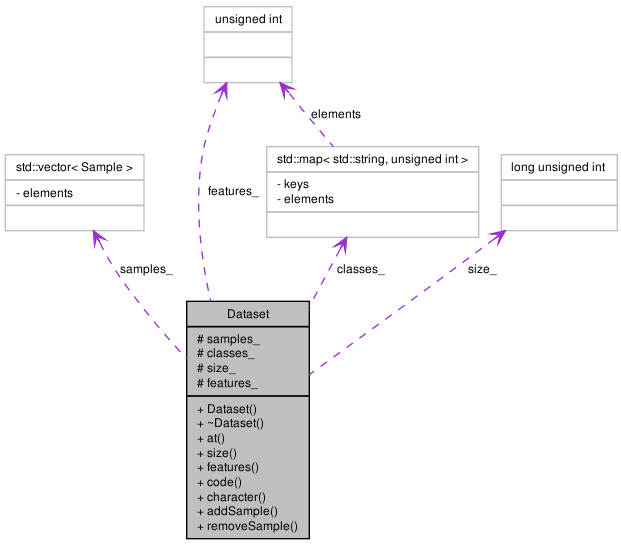 unsigned int
elements
std::vector< Sample >
- elements
std::map< std::string, unsigned int >
- keys
- elements
long unsigned int
features_
samples_
classes_
size_
Dataset
# samples_
# classes_
# size_
# features_
+ Dataset()
+ ~Dataset()
+ at()
+ size()
+ features()
+ code()
+ character()
+ addSample()
+ removeSample()